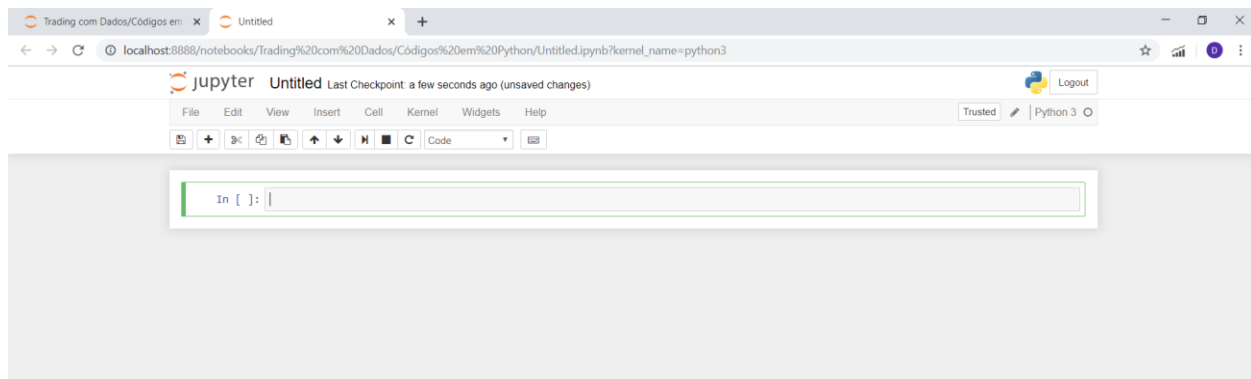 Trading com Dados/Códigos em Untitled
localhost:8888/notebooks/Trading%20com%20Dados/Códigos%20em%20Python/Untitled.ipynb?kernel_name=python3 D
jupyter Untitled Last Checkpoint: a few seconds ago (unsaved changes) Logout
File Edit View Insert Cell Kernel Widgets Help Trusted Python 3
Code
In [ ]: